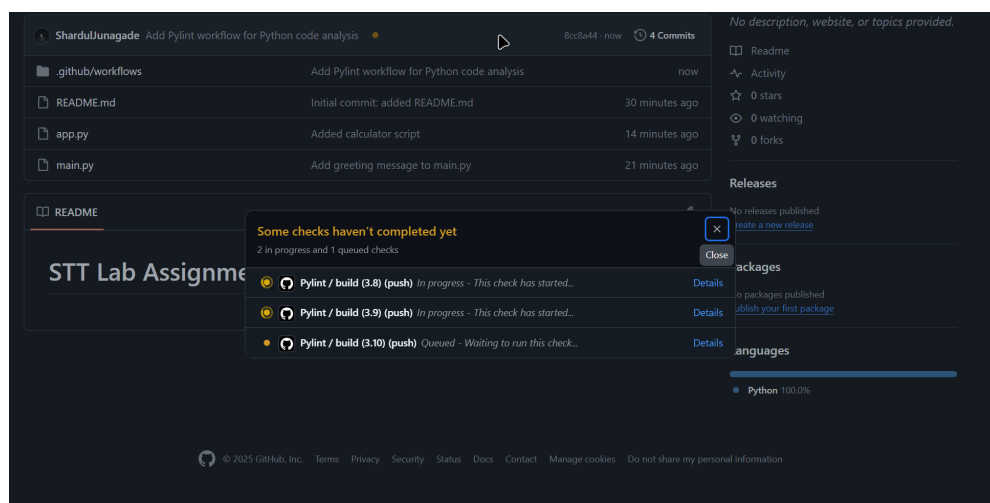 No description, website, or topics provided.
ShardulJunagade Add Pylint workflow for Python code analysis 8cc8a44 · now 4 Commits
.github/workflows Add Pylint workflow for Python code analysis now
README.md Initial commit: added README.md 30 minutes ago
app.py Added calculator script 14 minutes ago
main.py Add greeting message to main.py 21 minutes ago
README
STT Lab Assignme
Some checks haven't completed yet
2 in progress and 1 queued checks
Close
Pylint / build (3.8) (push) In progress - This check has started... Details
Pylint / build (3.9) (push) In progress - This check has started... Details
Pylint / build (3.10) (push) Queued - Waiting to run this check... Details
Readme
Activity
0 stars
0 watching
0 forks
Releases
No releases published
Create a new release
Packages
No packages published
Publish your first package
Languages
Python 100.0%
© 2025 GitHub, Inc. Terms Privacy Security Status Docs Contact Manage cookies Do not share my personal information